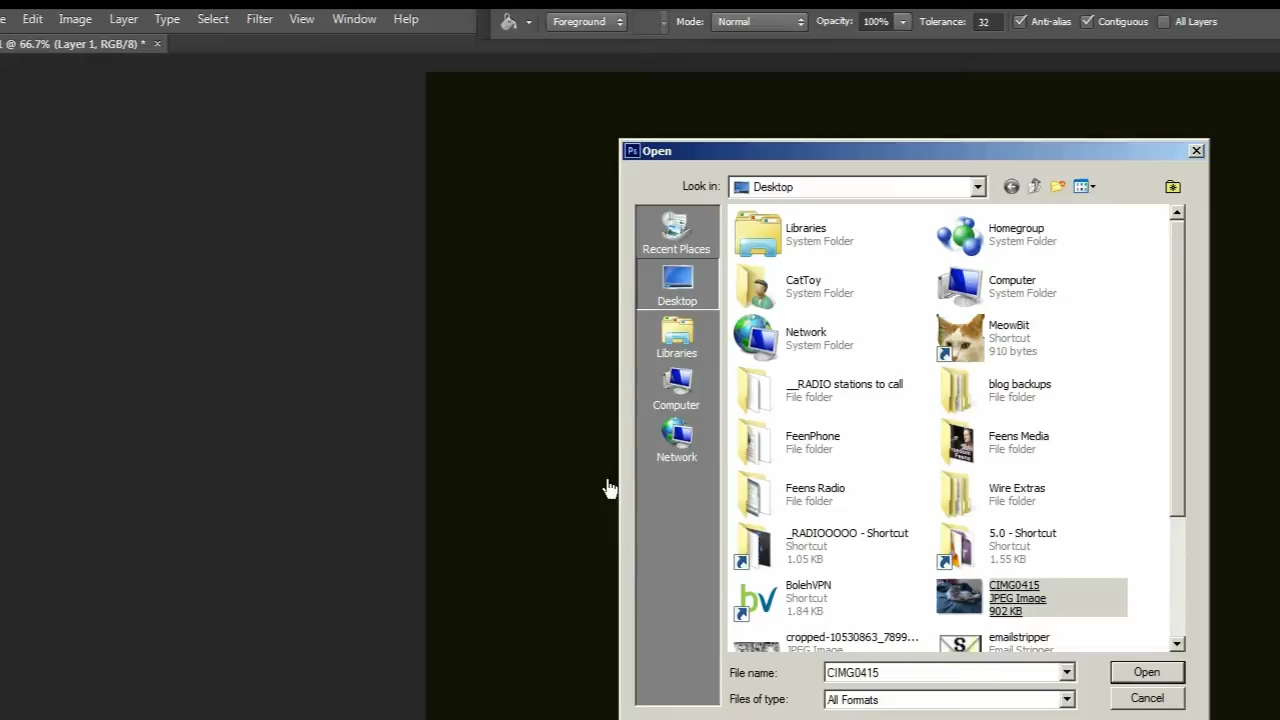 Edit Image Layer Type Select Filter View Window Help
Foreground Mode: Normal Opacity: 100% Tolerance: 32 Anti-alias Contiguous All Layers
@ 66.7% (Layer 1, RGB/8) * ×
Ps Open
Look in: Desktop
Recent Places
Desktop
Libraries
Computer
Network
Libraries
System Folder
Homegroup
System Folder
CatToy
System Folder
Computer
System Folder
Network
System Folder
MeowBit
Shortcut
910 bytes
__RADIO stations to call
File folder
blog backups
File folder
FeenPhone
File folder
Feens Media
File folder
Feens Radio
File folder
Wire Extras
File folder
_RADIOOOOO - Shortcut
Shortcut
1.05 KB
5.0 - Shortcut
Shortcut
1.55 KB
bv
BolehVPN
Shortcut
1.84 KB
CIMG0415
JPEG Image
902 KB
cropped-10530863_7899...
JPEG Image
S
emailstripper
Email Stripper
File name: CIMG0415 Open
Files of type: All Formats Cancel